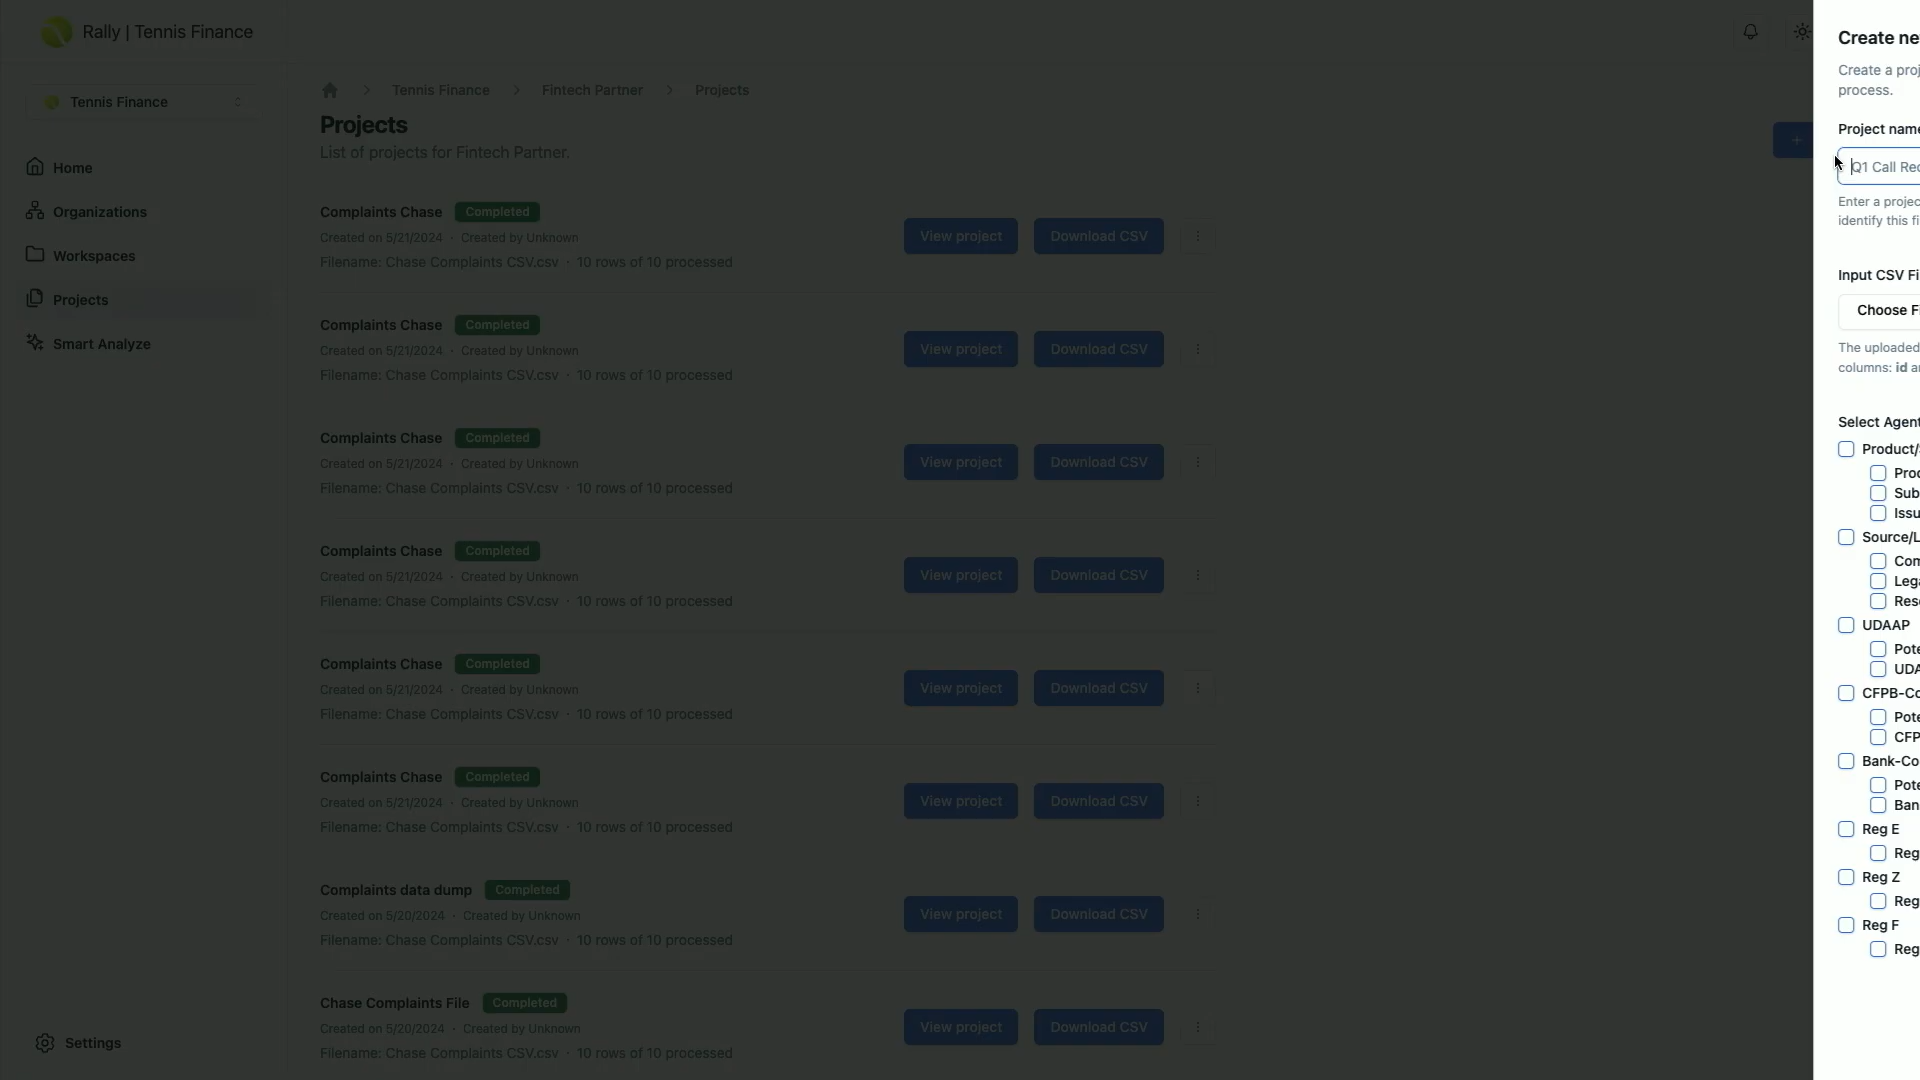 Rally | Tennis Finance
Tennis Finance
Home
Organizations
Workspaces
Projects
Smart Analyze
Settings
Tennis Finance
Fintech Partner
Projects
Projects
List of projects for Fintech Partner.
+
Complaints Chase Completed
Created on 5/21/2024 · Created by Unknown
Filename: Chase Complaints CSV.csv · 10 rows of 10 processed
View project Download CSV
Complaints Chase Completed
Created on 5/21/2024 · Created by Unknown
Filename: Chase Complaints CSV.csv · 10 rows of 10 processed
View project Download CSV
Complaints Chase Completed
Created on 5/21/2024 · Created by Unknown
Filename: Chase Complaints CSV.csv · 10 rows of 10 processed
View project Download CSV
Complaints Chase Completed
Created on 5/21/2024 · Created by Unknown
Filename: Chase Complaints CSV.csv · 10 rows of 10 processed
View project Download CSV
Complaints Chase Completed
Created on 5/21/2024 · Created by Unknown
Filename: Chase Complaints CSV.csv · 10 rows of 10 processed
View project Download CSV
Complaints Chase Completed
Created on 5/21/2024 · Created by Unknown
Filename: Chase Complaints CSV.csv · 10 rows of 10 processed
View project Download CSV
Complaints data dump Completed
Created on 5/20/2024 · Created by Unknown
Filename: Chase Complaints CSV.csv · 10 rows of 10 processed
View project Download CSV
Chase Complaints File Completed
Created on 5/20/2024 · Created by Unknown
Filename: Chase Complaints CSV.csv · 10 rows of 10 processed
View project Download CSV
Create ne
Create a proj
process.
Project name
Q1 Call Rec
Enter a projec
identify this fi
Input CSV Fi
Choose Fi
The uploaded
columns: id a
Select Agent
Product/
Proc
Sub
Issu
Source/L
Com
Lega
Reso
UDAAP
Pote
UDA
CFPB-Co
Pote
CFP
Bank-Co
Pote
Ban
Reg E
Reg
Reg Z
Reg
Reg F
Reg